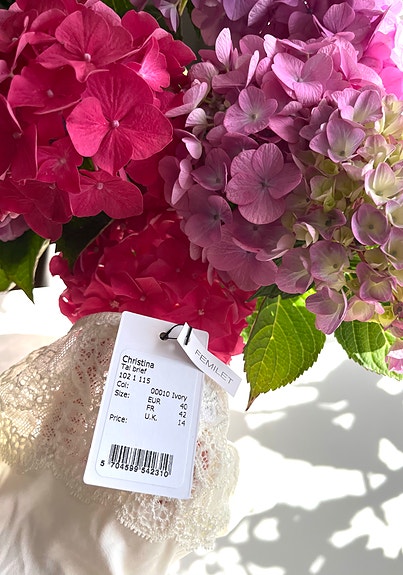 Christina
Tai brief
102 1 115
Col: 00010 Ivory
Size: EUR 40
FR 42
U.K. 14
Price:
5 704599 542310
FEMILET